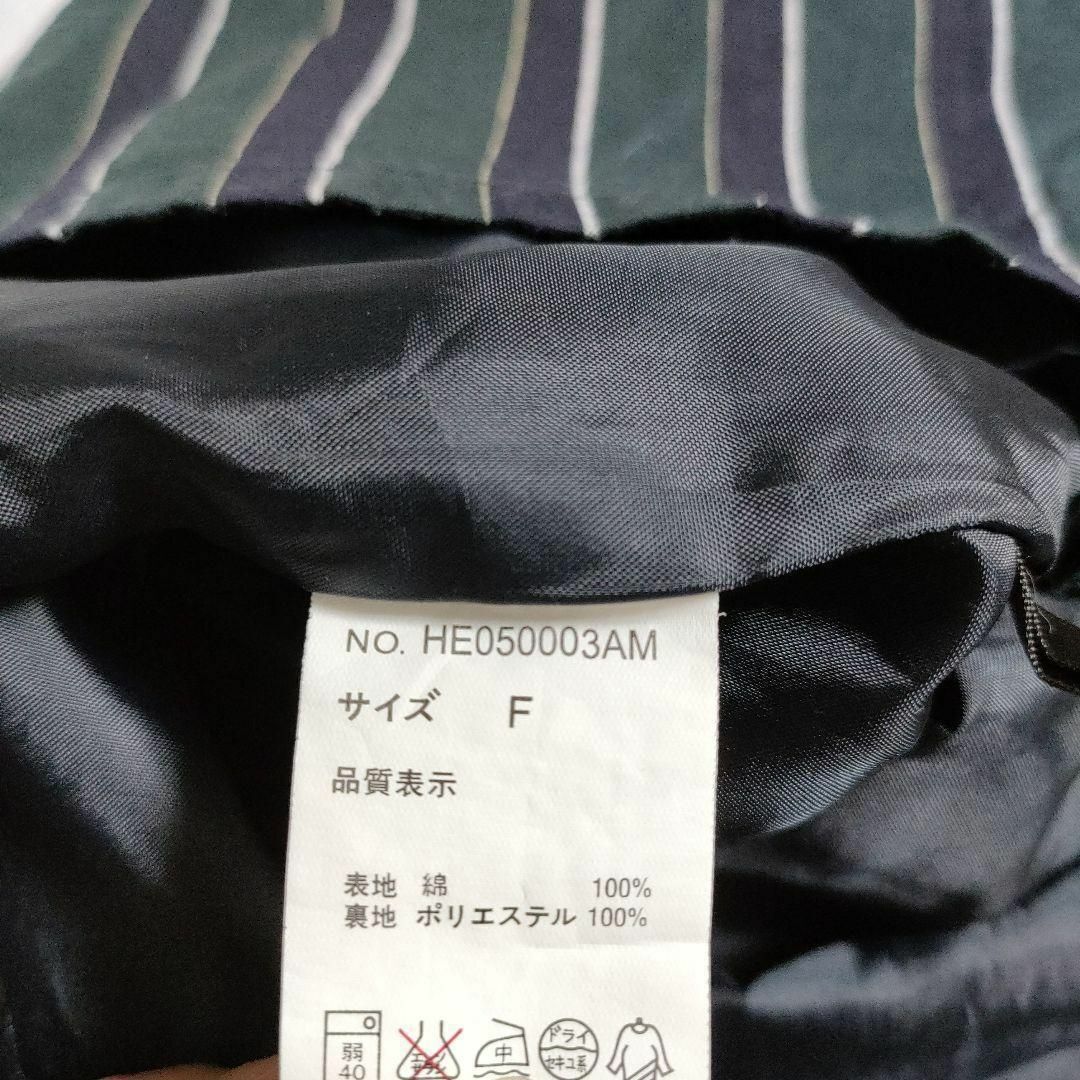 NO. HE050003AM
サイズ F
品質表示
表地 綿 100%
裏地 ポリエステル 100%
弱 中 ドライ
40 セキユ系